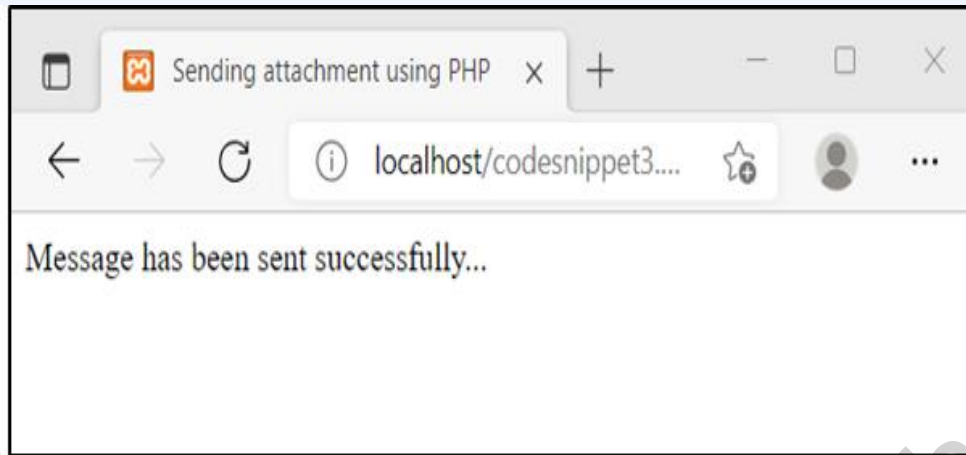 Sending attachment using PHP
localhost/codesnippet3....
Message has been sent successfully...